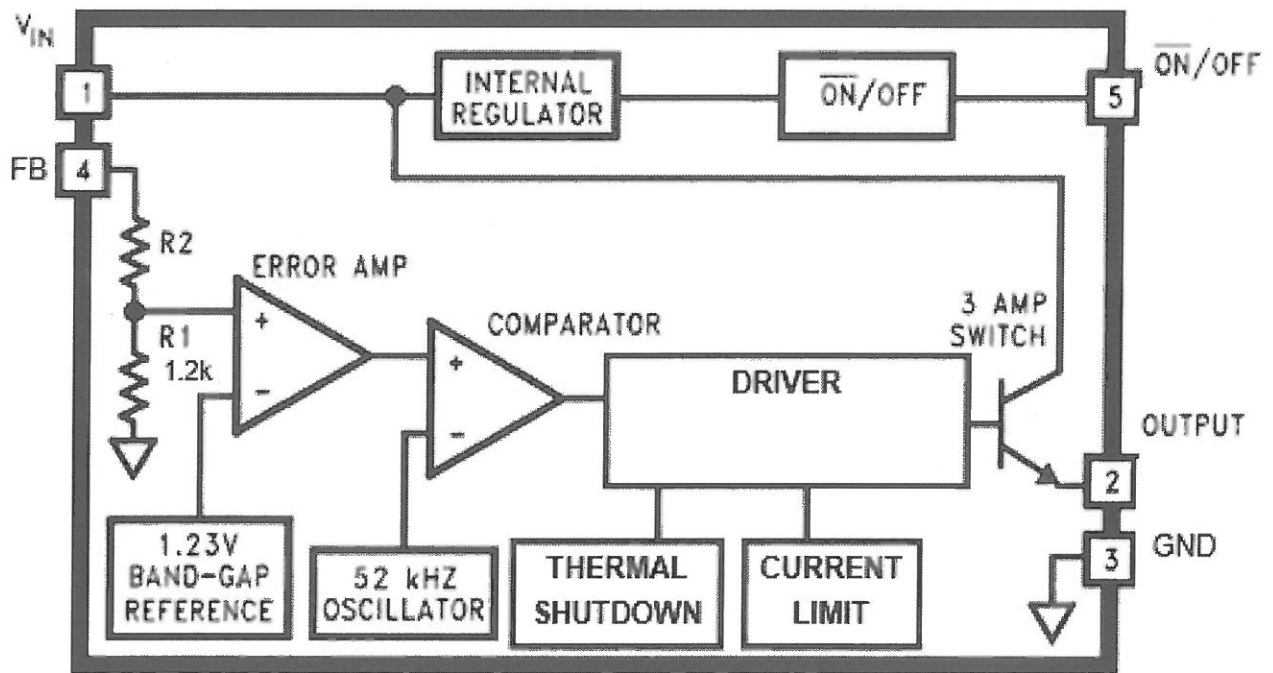 VIN
1
INTERNAL
REGULATOR
ON/OFF
5
ON/OFF
FB
4
R2
ERROR AMP
+
-
R1
1.2k
COMPARATOR
+
-
3 AMP
SWITCH
DRIVER
OUTPUT
2
1.23V
BAND-GAP
REFERENCE
52 kHZ
OSCILLATOR
THERMAL
SHUTDOWN
CURRENT
LIMIT
3
GND